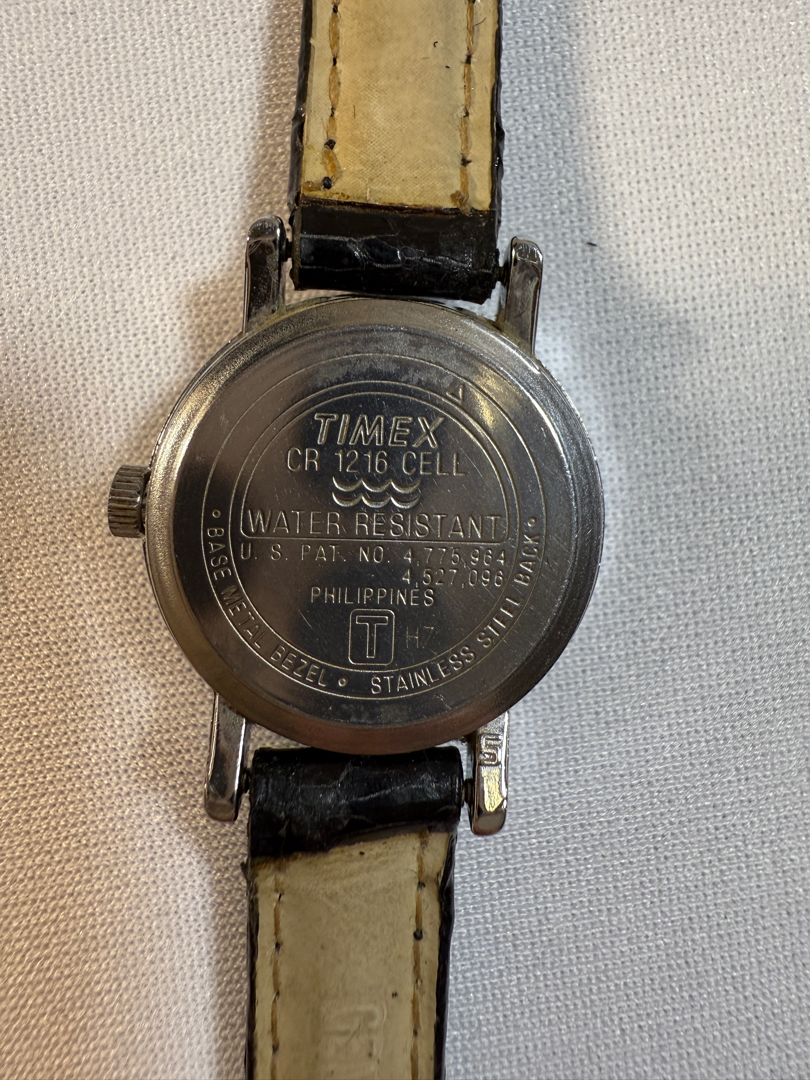 TIMEX
CR 1216 CELL
WATER RESISTANT
U. S. PAT. NO. 4,775,964
4,527,096
PHILIPPINES
T H7
• BASE METAL BEZEL • STAINLESS STEEL BACK •